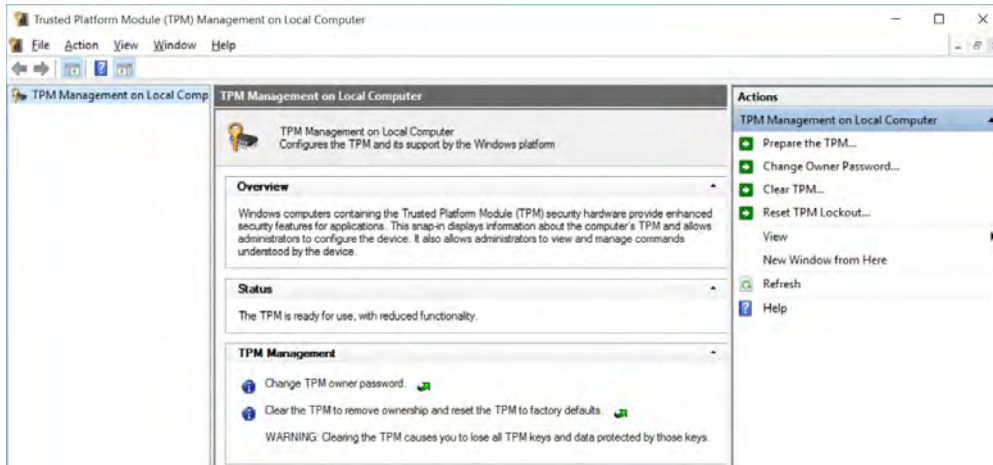 Trusted Platform Module (TPM) Management on Local Computer
File Action View Window Help
TPM Management on Local Comp
TPM Management on Local Computer
TPM Management on Local Computer
Configures the TPM and its support by the Windows platform
Overview
Windows computers containing the Trusted Platform Module (TPM) security hardware provide enhanced
security features for applications. This snap-in displays information about the computer's TPM and allows
administrators to configure the device. It also allows administrators to view and manage commands
understood by the device.
Status
The TPM is ready for use, with reduced functionality.
TPM Management
Change TPM owner password.
Clear the TPM to remove ownership and reset the TPM to factory defaults.
WARNING: Clearing the TPM causes you to lose all TPM keys and data protected by those keys.
Actions
TPM Management on Local Computer
Prepare the TPM...
Change Owner Password...
Clear TPM...
Reset TPM Lockout...
View
New Window from Here
Refresh
Help